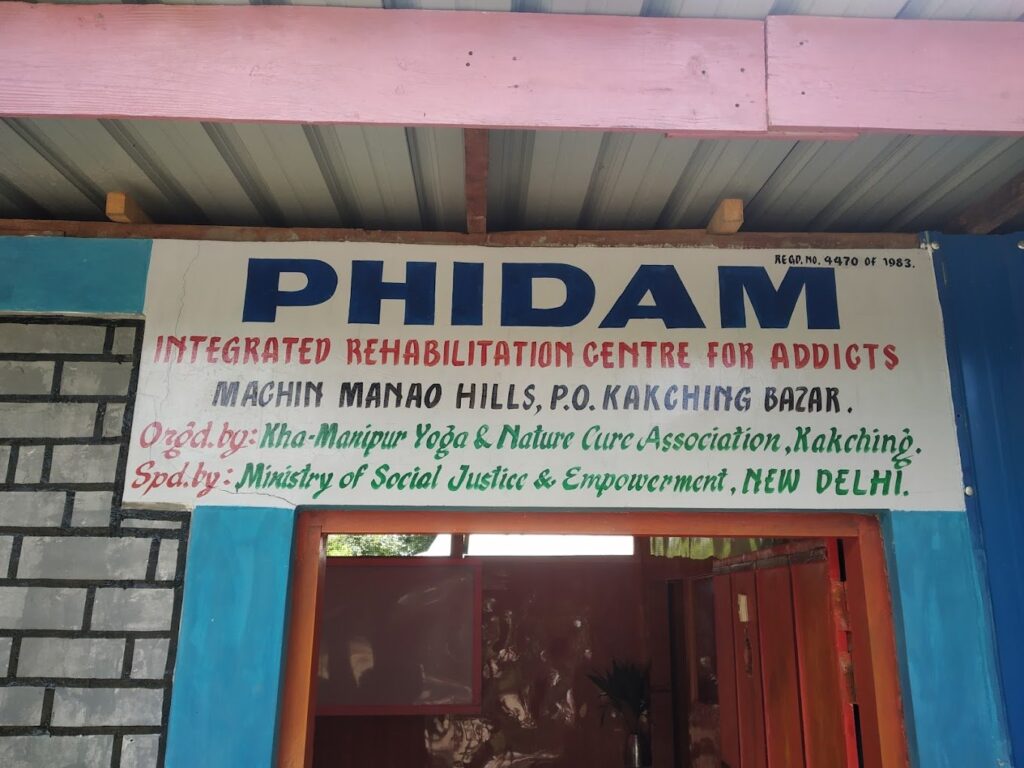 REGD. NO. 4470 OF 1983.
PHIDAM
INTEGRATED REHABILITATION CENTRE FOR ADDICTS
MACHIN MANAO HILLS, P.O. KAKCHING BAZAR.
Orgd. by: Kha-Manipur Yoga & Nature Cure Association, Kakching.
Spd. by: Ministry of Social Justice & Empowerment, NEW DELHI.